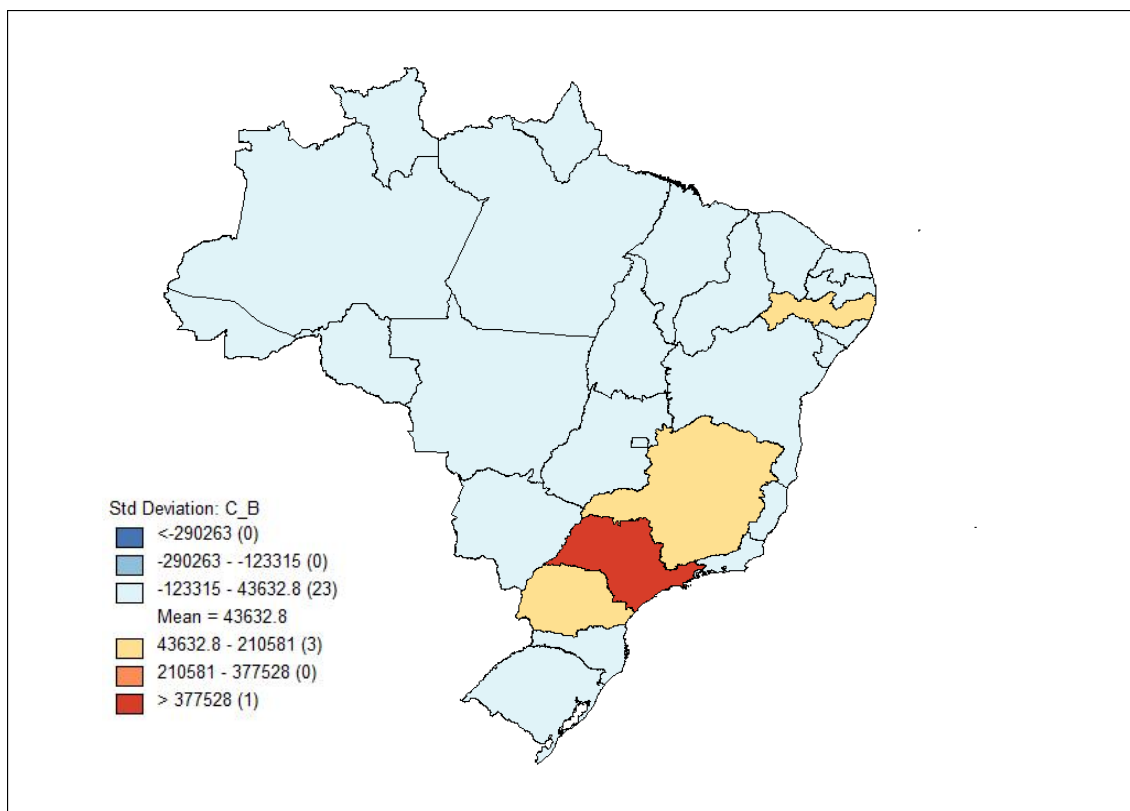 Std Deviation: C_B
<-290263 (0)
-290263 - -123315 (0)
-123315 - 43632.8 (23)
Mean = 43632.8
43632.8 - 210581 (3)
210581 - 377528 (0)
> 377528 (1)